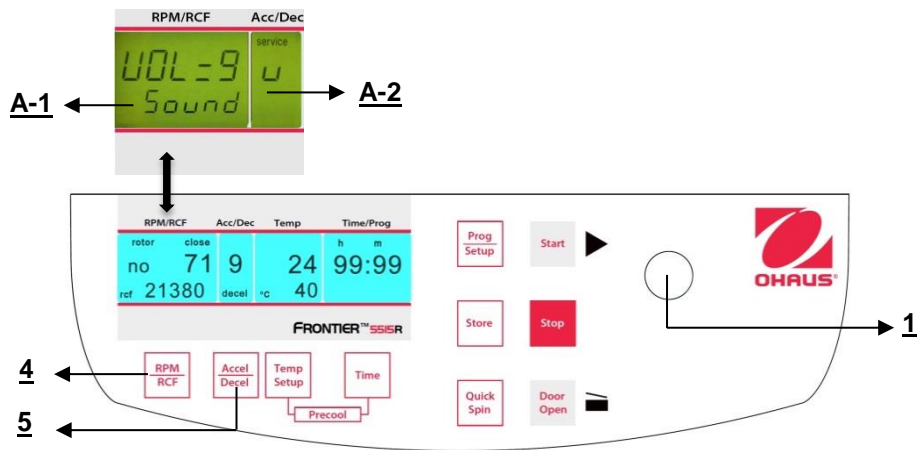 RPM/RCF Acc/Dec
service
VOL=9 u
Sound
A-1
A-2
RPM/RCF Acc/Dec Temp Time/Prog
rotor close h m
no 71 9 24 99:99
rcf 21380 decel °C 40
FRONTIER™ 5515R
RPM
RCF
Accel
Decel
Temp
Setup
Time
Precool
Prog
Setup
Start
Store
Stop
Quick
Spin
Door
Open
OHAUS®
1
4
5